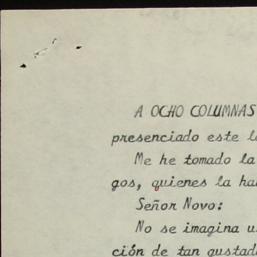 A OCHO COLUMNAS
presenciado este l
Me he tomado la
gos, quienes la ha
Señor Novo:
No se imagina u
ción de tan gustad